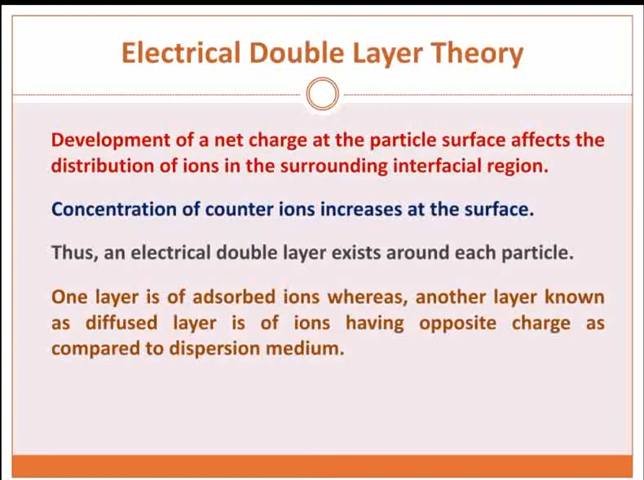 Electrical Double Layer Theory
Development of a net charge at the particle surface affects the
distribution of ions in the surrounding interfacial region.
Concentration of counter ions increases at the surface.
Thus, an electrical double layer exists around each particle.
One layer is of adsorbed ions whereas, another layer known
as diffused layer is of ions having opposite charge as
compared to dispersion medium.